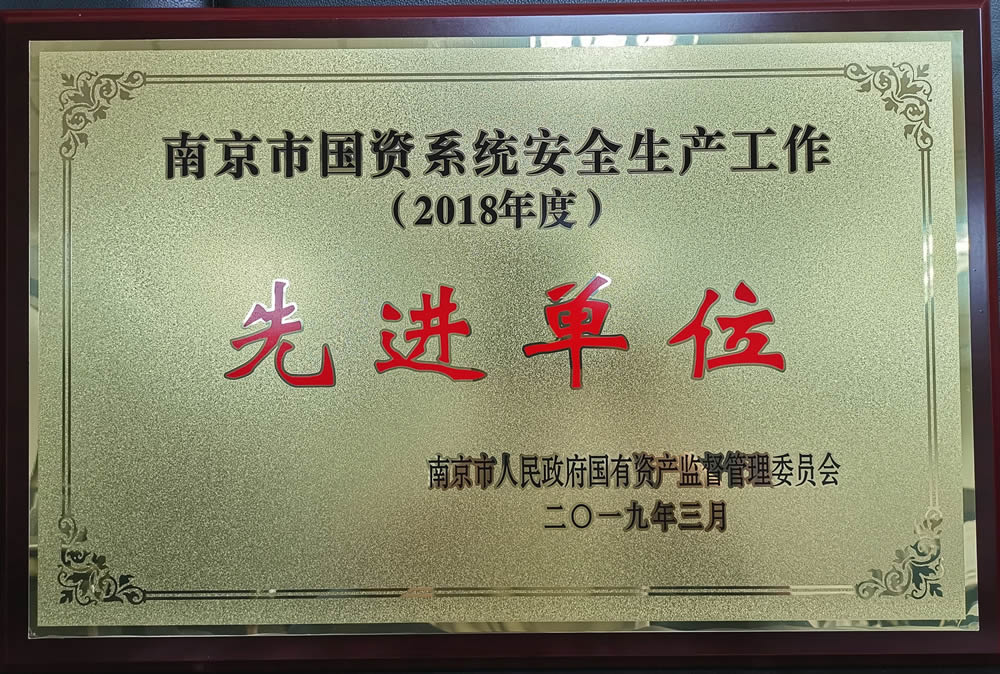 南京市国资系统安全生产工作
（2018年度）
先进单位
南京市人民政府国有资产监督管理委员会
二〇一九年三月